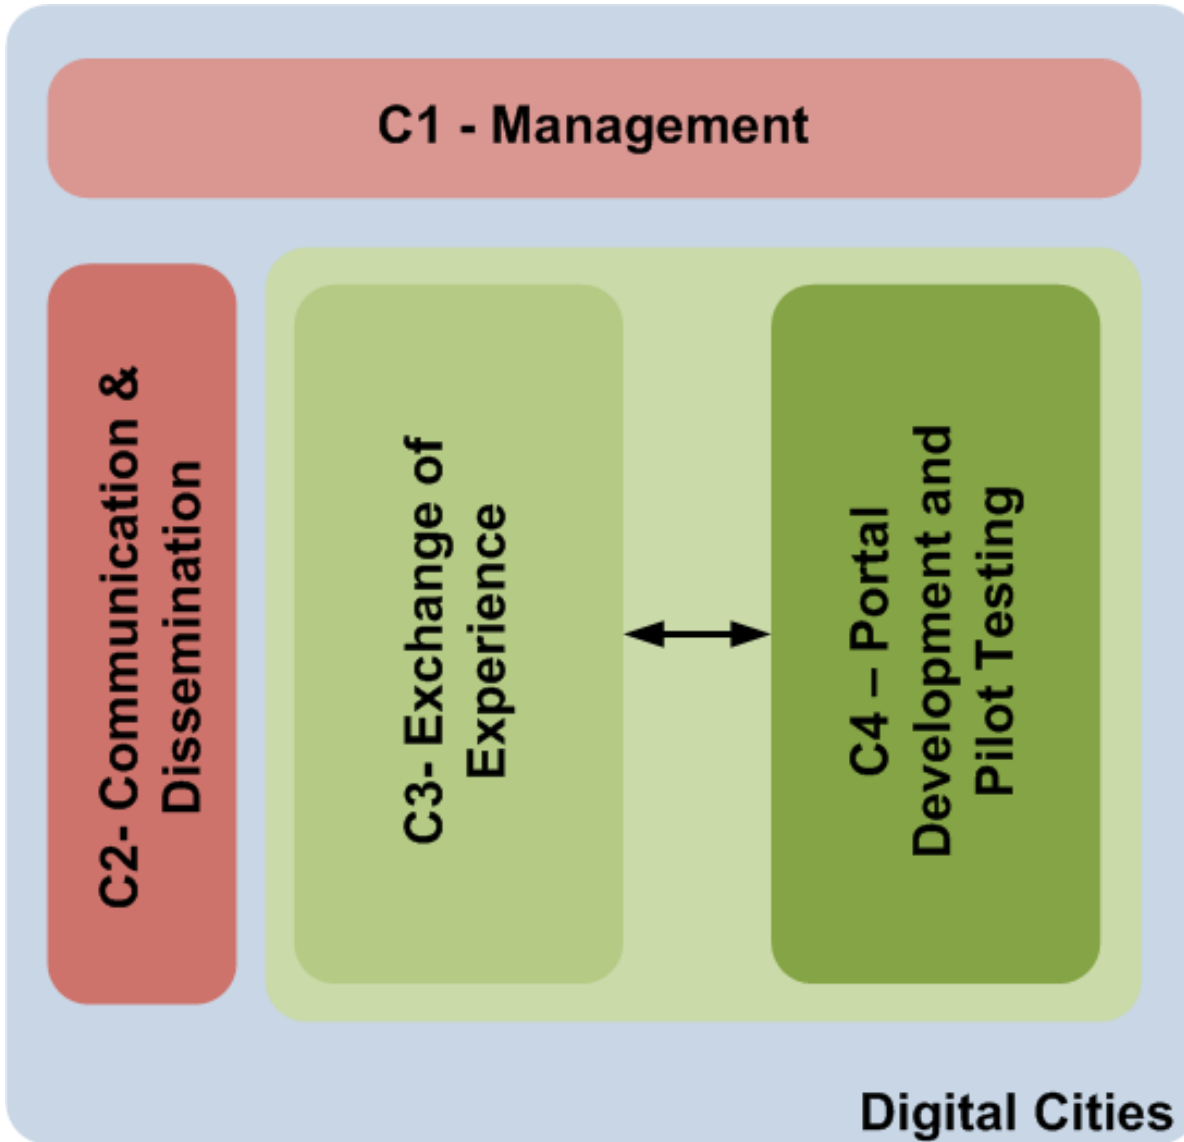 C1 - Management
C2- Communication &
Dissemination
C3- Exchange of
Experience
C4 – Portal
Development and
Pilot Testing
Digital Cities